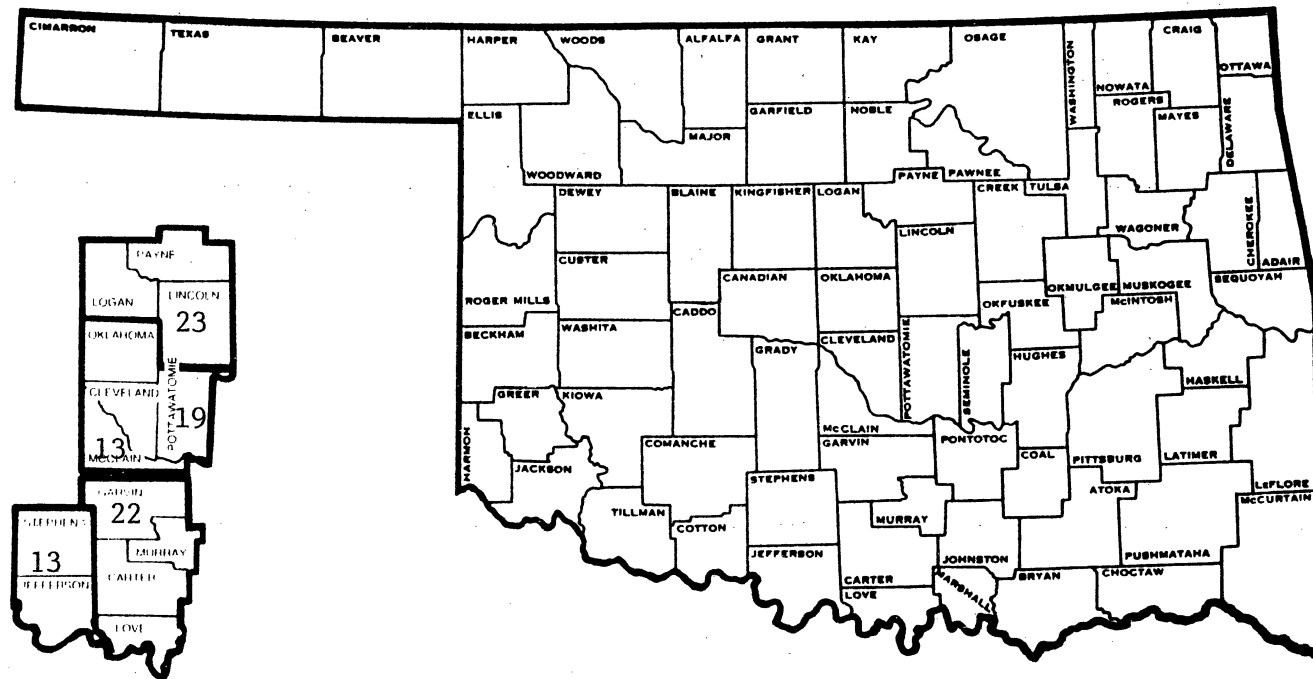 CIMARRON
TEXAS
BEAVER
HARPER
WOODS
ALFALFA
GRANT
KAY
OSAGE
WASHINGTON
NOWATA
CRAIG
OTTAWA
ROGERS
MAYES
DELAWARE
ELLIS
WOODWARD
MAJOR
GARFIELD
NOBLE
PAYNE
PAWNEE
CREEK
TULSA
DEWEY
BLAINE
KINGFISHER
LOGAN
LINCOLN
WAGONER
CHEROKEE
ADAIR
CUSTER
CANADIAN
OKLAHOMA
OKMULGEE
MUSKOGEE
SEQUOYAH
ROGER MILLS
CADDO
OKFUSKEE
McINTOSH
BECKHAM
WASHITA
GRADY
CLEVELAND
POTTAWATOMIE
SEMINOLE
HUGHES
HASKELL
GREER
KIOWA
HARMON
JACKSON
COMANCHE
McCLAIN
GARVIN
PONTOTOC
COAL
PITTSBURG
LATIMER
LeFLORE
McCURTAIN
STEPHENS
ATOKA
TILLMAN
COTTON
MURRAY
JEFFERSON
JOHNSTON
PUSHMATAHA
CARTER
LOVE
MARSHALL
BRYAN
CHOCTAW
PAYNE
LOGAN
LINCOLN
23
OKLAHOMA
CLEVELAND
POTTAWATOMIE
19
13
MCCLAIN
GARVIN
22
STEPHENS
13
MURRAY
JEFFERSON
CARTER
LOVE